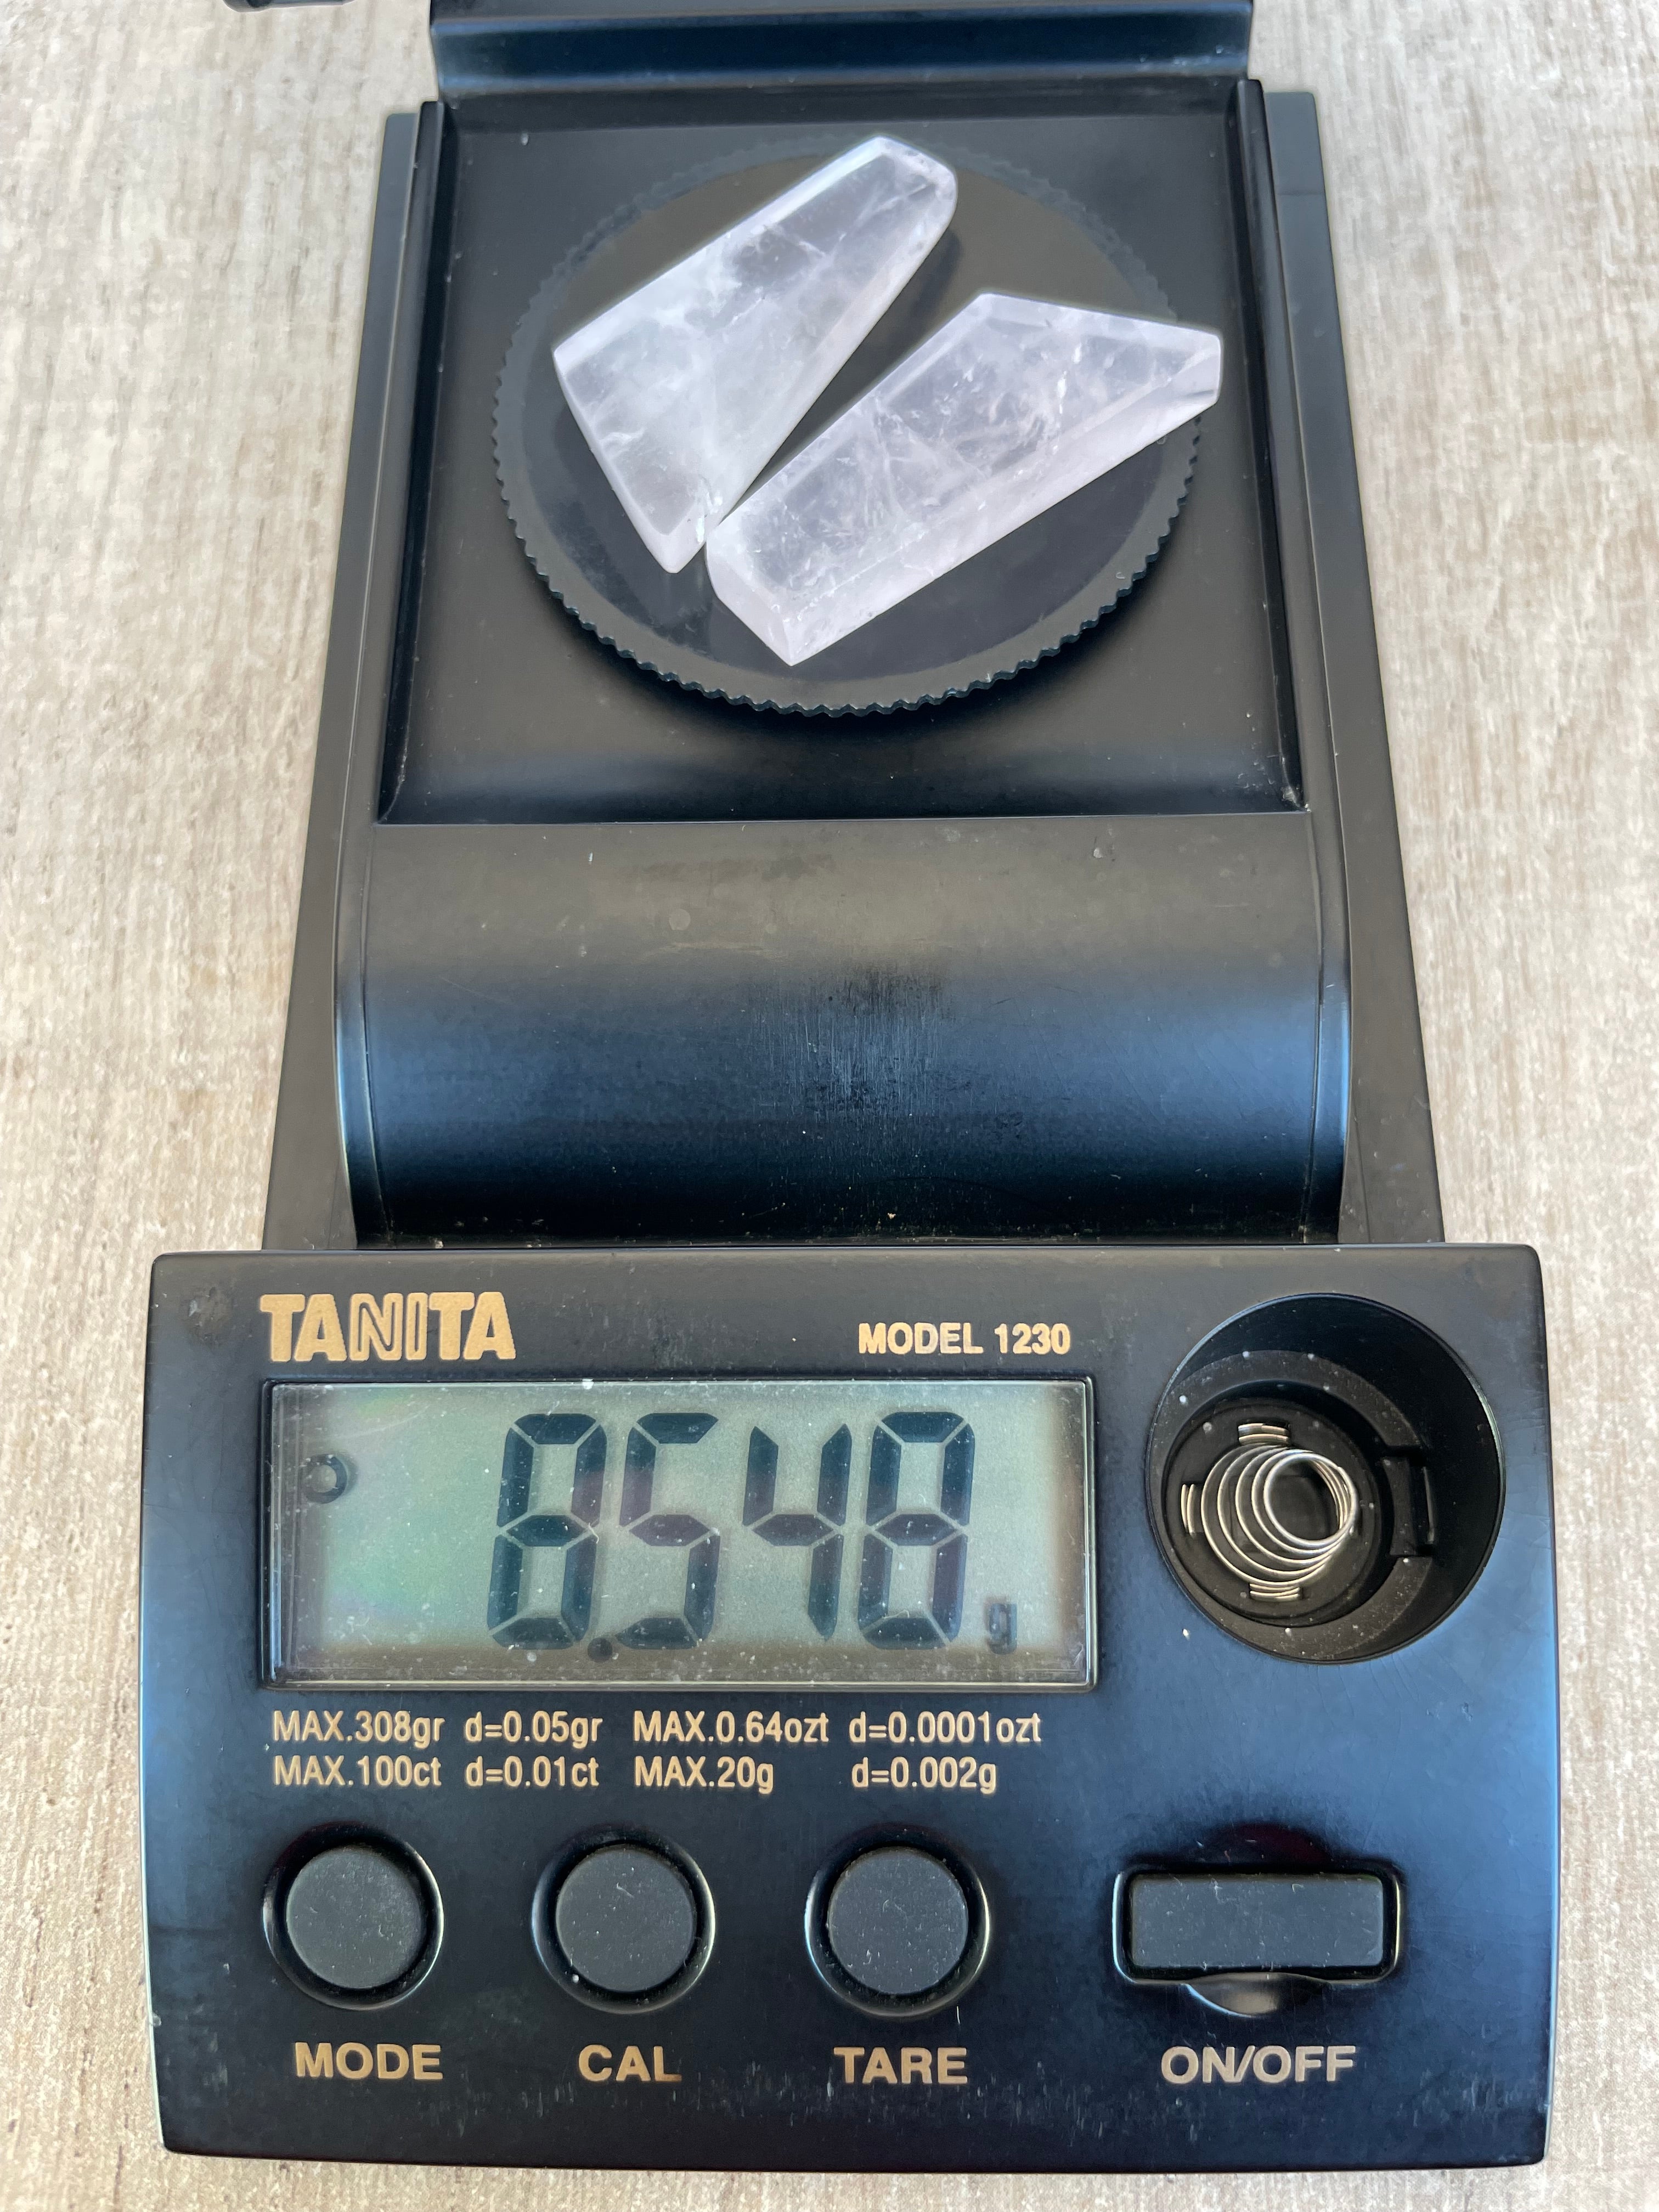 TANITA
MODEL 1230
8.548 g
MAX.308gr d=0.05gr MAX.0.64ozt d=0.0001ozt
MAX.100ct d=0.01ct MAX.20g d=0.002g
MODE CAL TARE ON/OFF